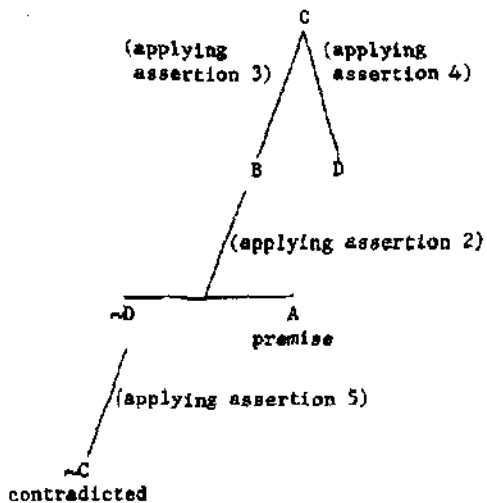 C
(applying assertion 3)
(applying assertion 4)
B D
(applying assertion 2)
~D A
premise
(applying assertion 5)
~C
contradicted